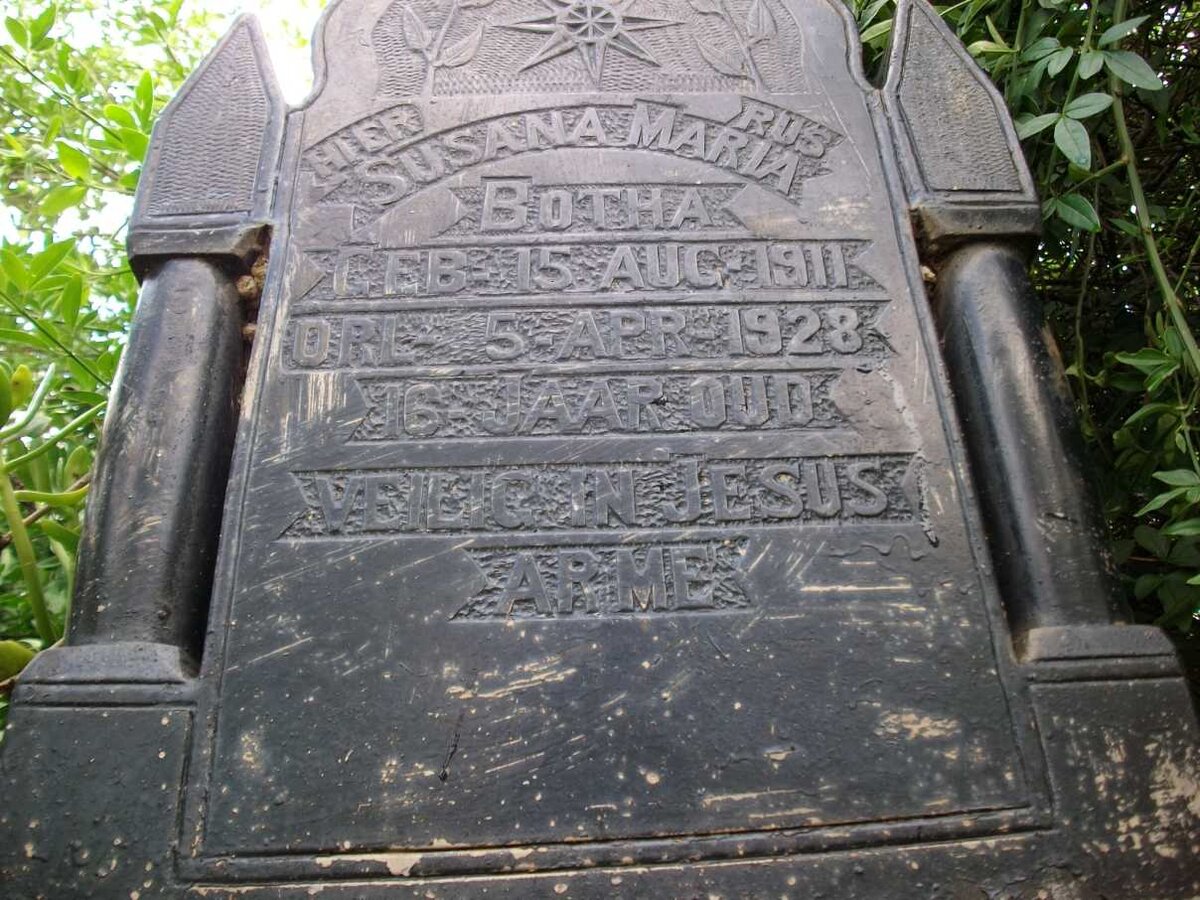 HIER RUS
SUSANA MARIA
BOTHA
GEB- 15 AUG-1911
ORL- 5-APR-1928
16-JAAR OUD
VEILIG IN JESUS
ARME